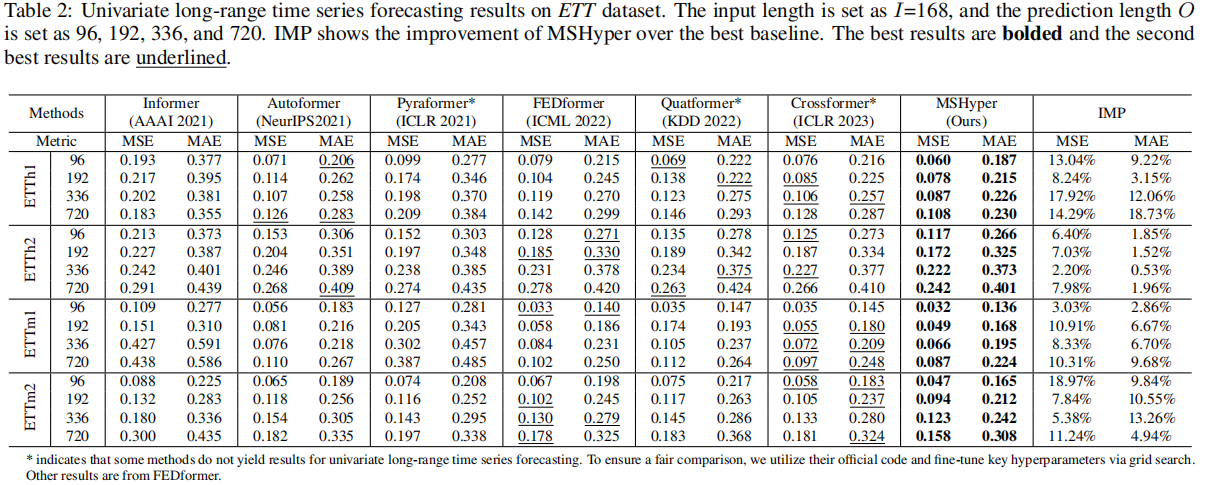 Table 2: Univariate long-range time series forecasting results on ETT dataset. The input length is set as I=168, and the prediction length O
is set as 96, 192, 336, and 720. IMP shows the improvement of MSHyper over the best baseline. The best results are bolded and the second
best results are underlined.
Methods Informer (AAAI 2021) Autoformer (NeurIPS2021) Pyraformer* (ICLR 2021) FEDformer (ICML 2022) Quatformer* (KDD 2022) Crossformer* (ICLR 2023) MSHyper (Ours) IMP
Metric MSE MAE MSE MAE MSE MAE MSE MAE MSE MAE MSE MAE MSE MAE MSE MAE
ETTh1
96 0.193 0.377 0.071 0.206 0.099 0.277 0.079 0.215 0.069 0.222 0.076 0.216 0.060 0.187 13.04% 9.22%
192 0.217 0.395 0.114 0.262 0.174 0.346 0.104 0.245 0.138 0.222 0.085 0.225 0.078 0.215 8.24% 3.15%
336 0.202 0.381 0.107 0.258 0.198 0.370 0.119 0.270 0.123 0.275 0.106 0.257 0.087 0.226 17.92% 12.06%
720 0.183 0.355 0.126 0.283 0.209 0.384 0.142 0.299 0.146 0.293 0.128 0.287 0.108 0.230 14.29% 18.73%
ETTh2
96 0.213 0.373 0.153 0.306 0.152 0.303 0.128 0.271 0.135 0.278 0.125 0.273 0.117 0.266 6.40% 1.85%
192 0.227 0.387 0.204 0.351 0.197 0.348 0.185 0.330 0.189 0.342 0.187 0.334 0.172 0.325 7.03% 1.52%
336 0.242 0.401 0.246 0.389 0.238 0.385 0.231 0.378 0.234 0.375 0.227 0.377 0.222 0.373 2.20% 0.53%
720 0.291 0.439 0.268 0.409 0.274 0.435 0.278 0.420 0.263 0.424 0.266 0.410 0.242 0.401 7.98% 1.96%
ETTm1
96 0.109 0.277 0.056 0.183 0.127 0.281 0.033 0.140 0.035 0.147 0.035 0.145 0.032 0.136 3.03% 2.86%
192 0.151 0.310 0.081 0.216 0.205 0.343 0.058 0.186 0.174 0.193 0.055 0.180 0.049 0.168 10.91% 6.67%
336 0.427 0.591 0.076 0.218 0.302 0.457 0.084 0.231 0.105 0.237 0.072 0.209 0.066 0.195 8.33% 6.70%
720 0.438 0.586 0.110 0.267 0.387 0.485 0.102 0.250 0.112 0.264 0.097 0.248 0.087 0.224 10.31% 9.68%
ETTm2
96 0.088 0.225 0.065 0.189 0.074 0.208 0.067 0.198 0.075 0.217 0.058 0.183 0.047 0.165 18.97% 9.84%
192 0.132 0.283 0.118 0.256 0.116 0.252 0.102 0.245 0.117 0.263 0.105 0.237 0.094 0.212 7.84% 10.55%
336 0.180 0.336 0.154 0.305 0.143 0.295 0.130 0.279 0.145 0.286 0.133 0.280 0.123 0.242 5.38% 13.26%
720 0.300 0.435 0.182 0.335 0.197 0.338 0.178 0.325 0.183 0.368 0.181 0.324 0.158 0.308 11.24% 4.94%
* indicates that some methods do not yield results for univariate long-range time series forecasting. To ensure a fair comparison, we utilize their official code and fine-tune key hyperparameters via grid search.
Other results are from FEDformer.